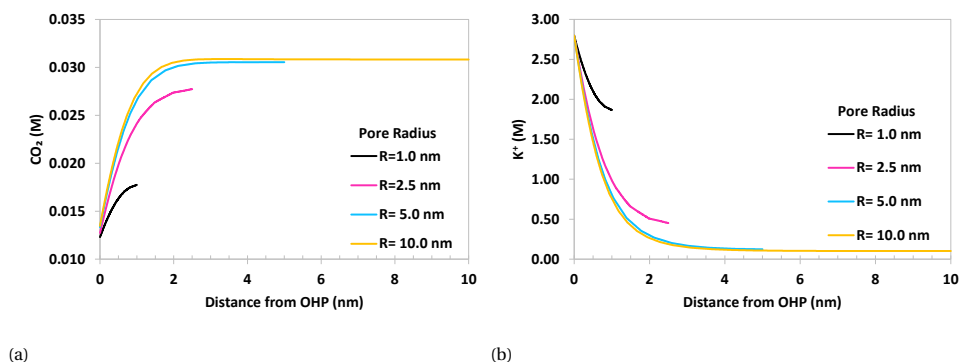 0.035
0.030
0.025
0.020
0.015
0.010
CO₂ (M)
0 2 4 6 8 10
Distance from OHP (nm)
Pore Radius
R=1.0 nm
R= 2.5 nm
R= 5.0 nm
R= 10.0 nm
(a)
3.00
2.50
2.00
1.50
1.00
0.50
0.00
K⁺ (M)
0 2 4 6 8 10
Distance from OHP (nm)
Pore Radius
R= 1.0 nm
R= 2.5 nm
R= 5.0 nm
R= 10.0 nm
(b)